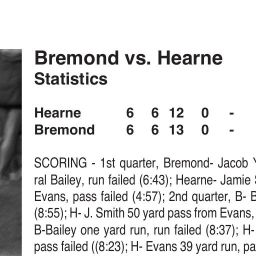 Bremond vs. Hearne
Statistics
Hearne 6 6 12 0 -
Bremond 6 6 13 0 -
SCORING - 1st quarter, Bremond- Jacob
ral Bailey, run failed (6:43); Hearne- Jamie
Evans, pass failed (4:57); 2nd quarter, B- B
(8:55); H- J. Smith 50 yard pass from Evans,
B-Bailey one yard run, run failed (8:37); H-
pass failed ((8:23); H- Evans 39 yard run, pa